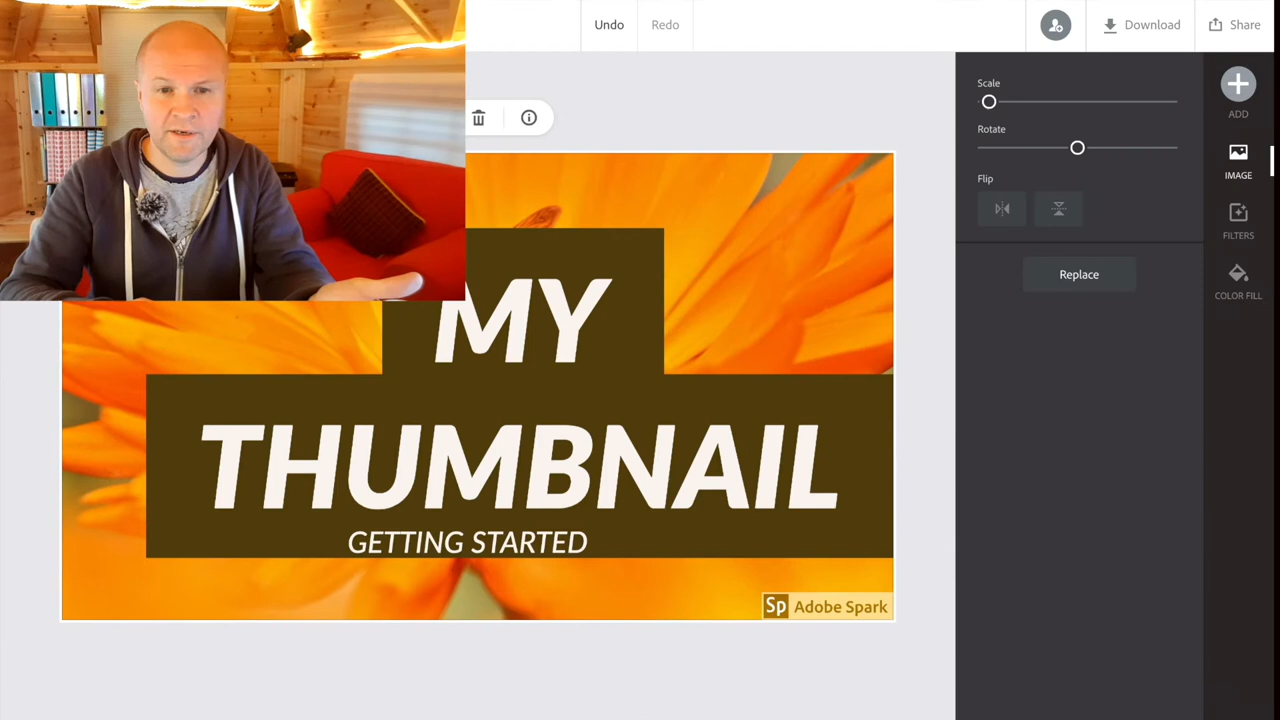 Undo
Redo
Download
Share
Scale
Rotate
Flip
Replace
ADD
IMAGE
FILTERS
COLOR FILL
MY
THUMBNAIL
GETTING STARTED
Sp Adobe Spark